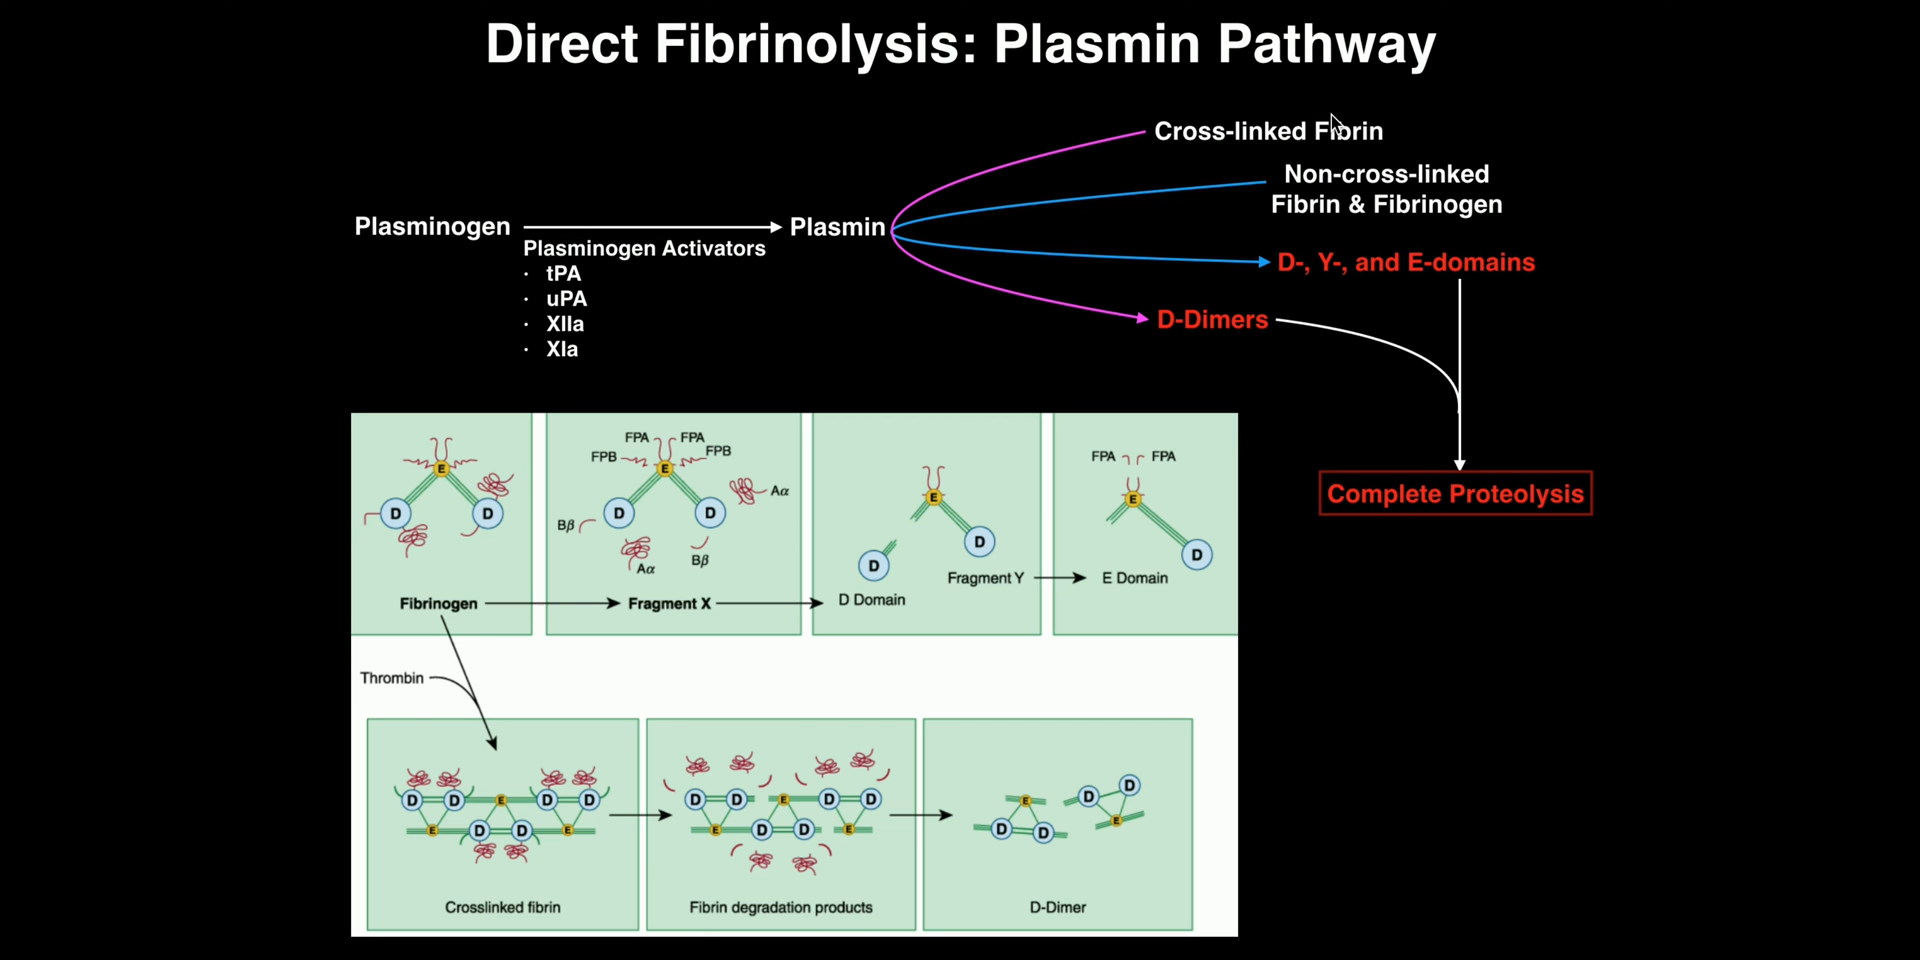 Direct Fibrinolysis: Plasmin Pathway
Cross-linked Fibrin
Non-cross-linked
Fibrin & Fibrinogen
Plasminogen
Plasmin
Plasminogen Activators
· tPA
· uPA
· XIIa
· XIa
D-, Y-, and E-domains
D-Dimers
Complete Proteolysis
E
D D
Fibrinogen
FPA FPA
FPB FPB
E
D D
Aα
Bβ
Aα
Bβ
Fragment X
E
D
D
Fragment Y
D Domain
FPA FPA
E
D
E Domain
Thrombin
D D E D D
E D D E
Crosslinked fibrin
D D E D D
E D D E
Fibrin degradation products
E D D
D D E
D-Dimer